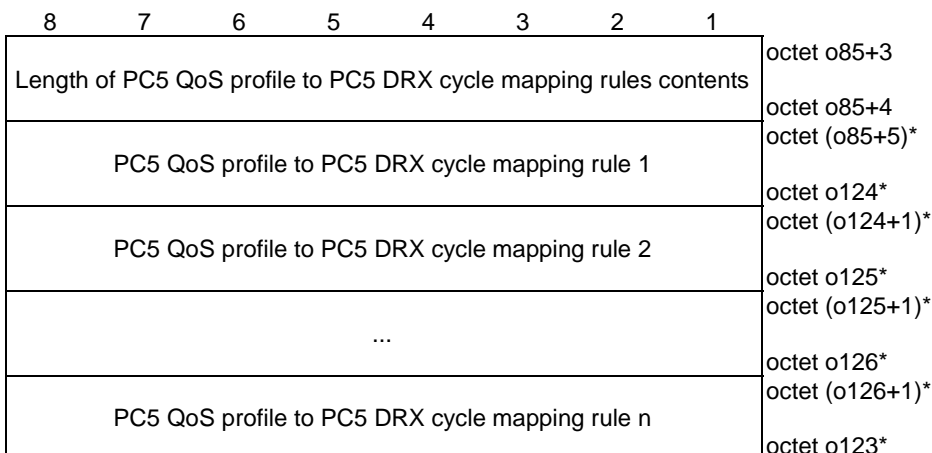 8 7 6 5 4 3 2 1
octet o85+3
Length of PC5 QoS profile to PC5 DRX cycle mapping rules contents
octet o85+4
octet (o85+5)*
PC5 QoS profile to PC5 DRX cycle mapping rule 1
octet o124*
octet (o124+1)*
PC5 QoS profile to PC5 DRX cycle mapping rule 2
octet o125*
octet (o125+1)*
...
octet o126*
octet (o126+1)*
PC5 QoS profile to PC5 DRX cycle mapping rule n
octet o123*